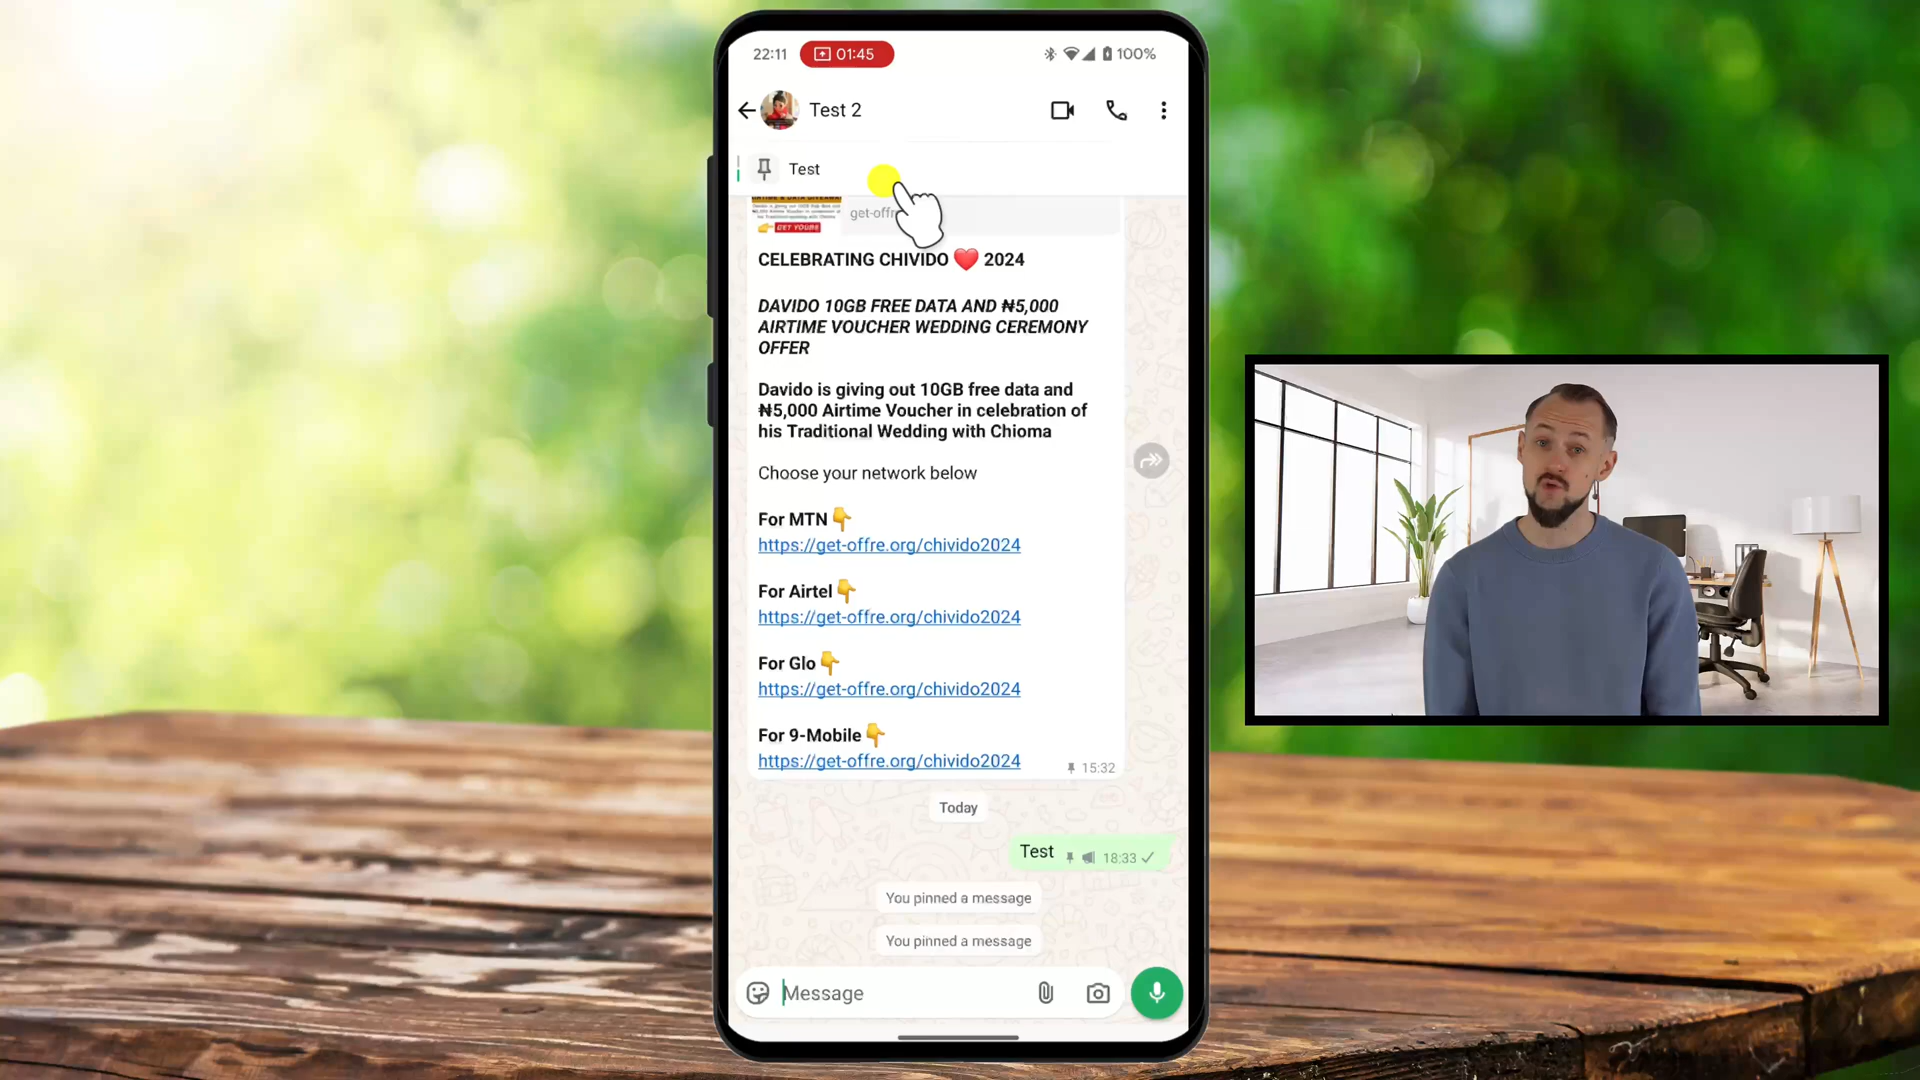 22:11 01:45 100%
Test 2
Test
GET YOURS
get-offr
CELEBRATING CHIVIDO ❤️ 2024
DAVIDO 10GB FREE DATA AND ₦5,000
AIRTIME VOUCHER WEDDING CEREMONY
OFFER
Davido is giving out 10GB free data and
₦5,000 Airtime Voucher in celebration of
his Traditional Wedding with Chioma
Choose your network below
For MTN👇
https://get-offre.org/chivido2024
For Airtel👇
https://get-offre.org/chivido2024
For Glo👇
https://get-offre.org/chivido2024
For 9-Mobile👇
https://get-offre.org/chivido2024
15:32
Today
Test 18:33
You pinned a message
You pinned a message
Message